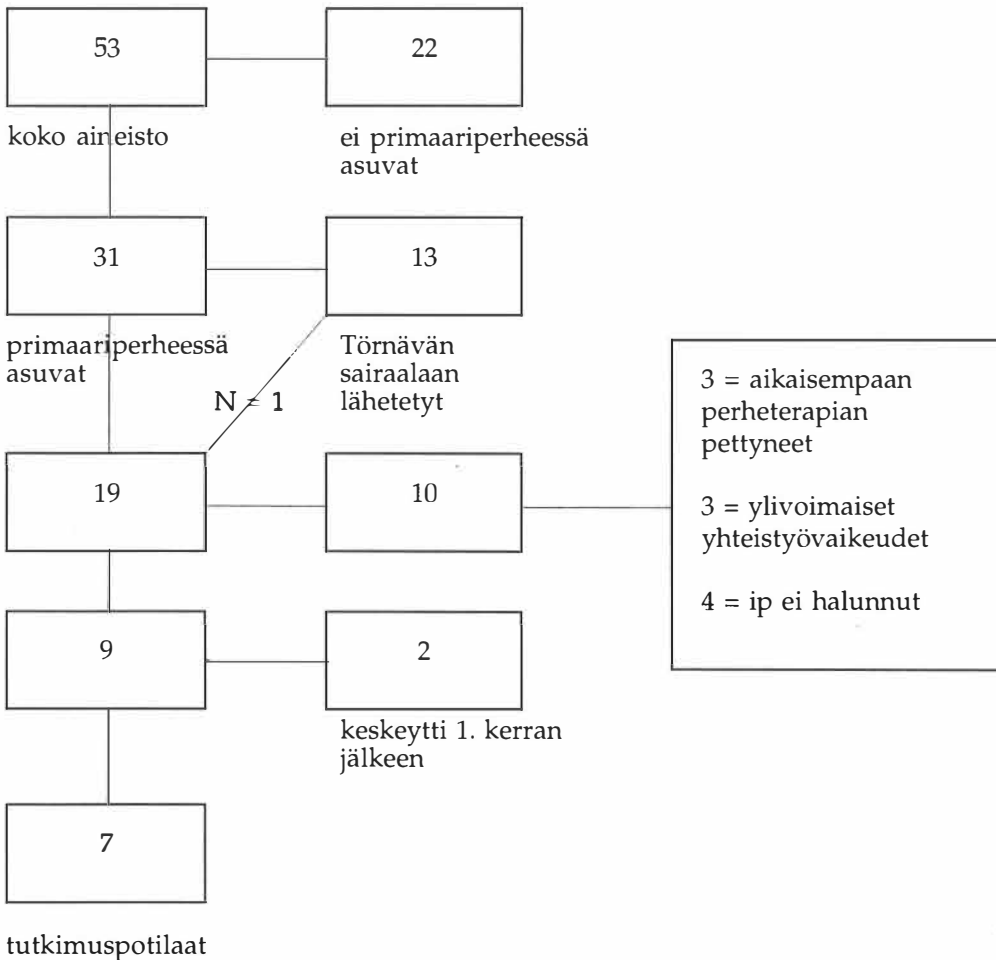 53
22
koko aineisto
ei primaariperheessä
asuvat
31
13
primaariperheessä
asuvat
Törnävän
sairaalaan
lähetetyt
N = 1
19
10
3 = aikaisempaan
perheterapian
pettyneet
3 = ylivoimaiset
yhteistyövaikeudet
4 = ip ei halunnut
9
2
keskeytti 1. kerran
jälkeen
7
tutkimuspotilaat